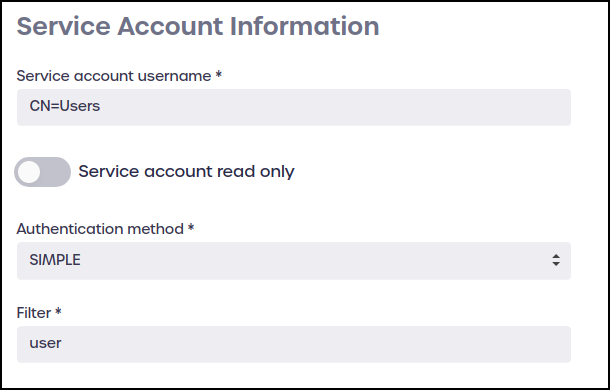 Service Account Information
Service account username *
CN=Users
Service account read only
Authentication method *
SIMPLE
Filter *
user